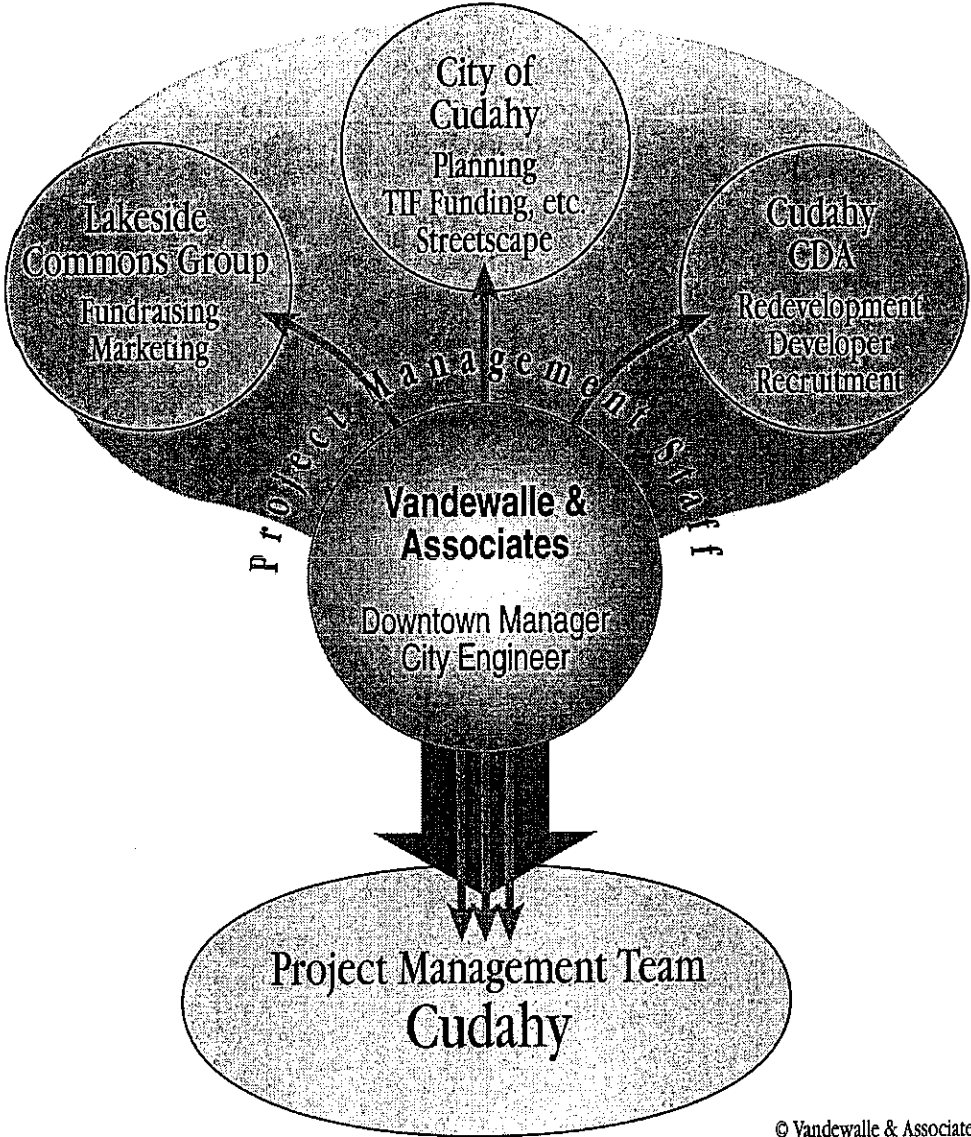 City of
Cudahy
Planning
TIF Funding, etc.
Streetscape
Lakeside
Commons Group
Fundraising
Marketing
Cudahy
CDA
Redevelopment
Developer
Recruitment
Project Management Staff
Vandewalle &
Associates
Downtown Manager
City Engineer
Project Management Team
Cudahy
© Vandewalle & Associate